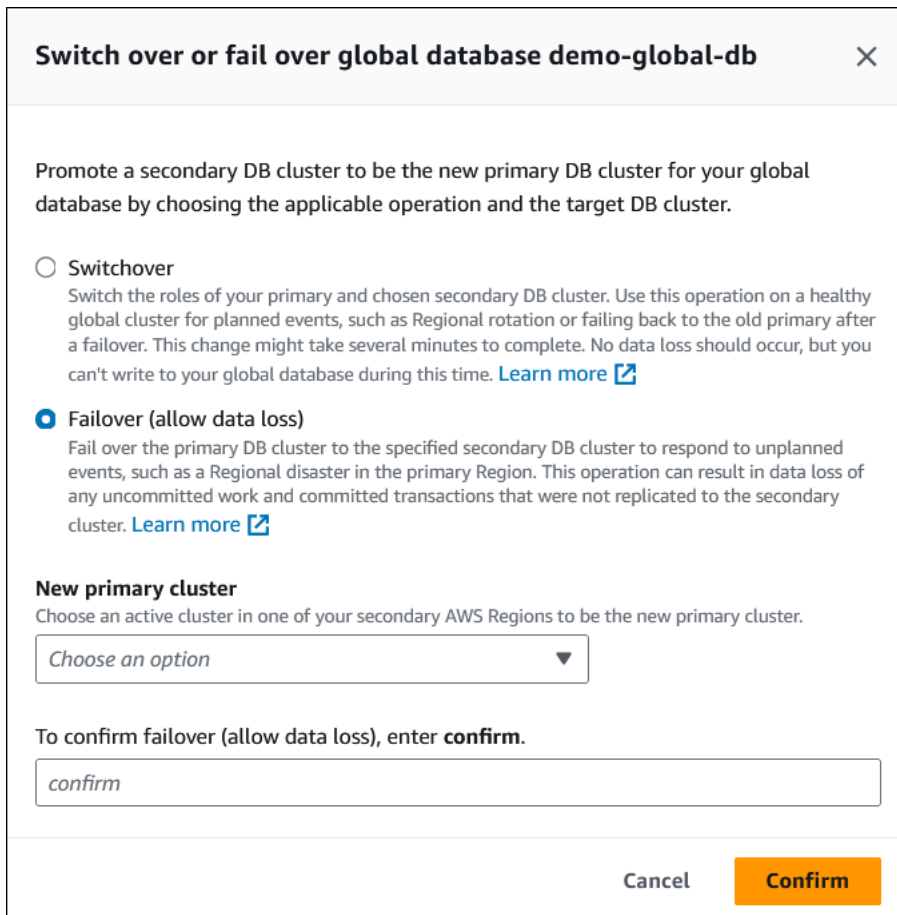 Switch over or fail over global database demo-global-db
Promote a secondary DB cluster to be the new primary DB cluster for your global
database by choosing the applicable operation and the target DB cluster.
Switchover
Switch the roles of your primary and chosen secondary DB cluster. Use this operation on a healthy
global cluster for planned events, such as Regional rotation or failing back to the old primary after
a failover. This change might take several minutes to complete. No data loss should occur, but you
can't write to your global database during this time. Learn more
Failover (allow data loss)
Fail over the primary DB cluster to the specified secondary DB cluster to respond to unplanned
events, such as a Regional disaster in the primary Region. This operation can result in data loss of
any uncommitted work and committed transactions that were not replicated to the secondary
cluster. Learn more
New primary cluster
Choose an active cluster in one of your secondary AWS Regions to be the new primary cluster.
Choose an option
To confirm failover (allow data loss), enter confirm.
confirm
Cancel Confirm